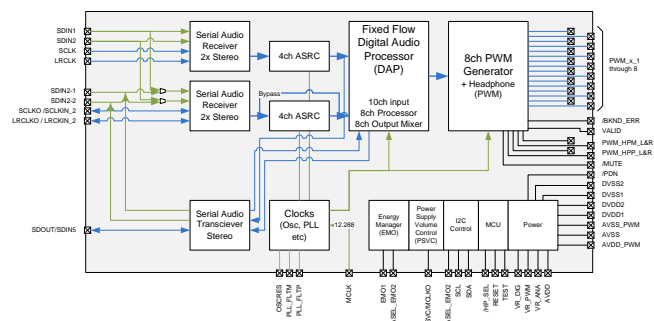 SDIN1
SDIN2
SCLK
LRCLK
SDIN2-1
SDIN2-2
SCLKO /SCLKIN_2
LRCLKO / LRCKIN_2
SDOUT/SDIN5
Serial Audio
Receiver
2x Stereo
Serial Audio
Receiver
2x Stereo
Bypass
4ch ASRC
4ch ASRC
Fixed Flow
Digital Audio
Processor
(DAP)
10ch input
8ch Processor
8ch Output Mixer
8ch PWM
Generator
+ Headphone
(PWM)
Serial Audio
Transciever
Stereo
Clocks
(Osc, PLL
etc)
12.288
Energy
Manager
(EMO)
Power
Supply
Volume
Control
(PSVC)
I2C
Control
MCU
Power
PWM_x_1
through 8
/BKND_ERR
VALID
PWM_HPM_L&R
PWM_HPP_L&R
/MUTE
/PDN
DVSS2
DVSS1
DVDD2
DVDD1
AVSS_PWM
AVSS
AVDD_PWM
OSCRES
PLL_FLTM
PLL_FLTP
MCLK
EMO1
SEL_EMO2
SVC/MCLKO
SEL_EMO2
SCL
SDA
/HP_SEL
RESET
TEST
VR_DIG
VR_PWM
VR_ANA
AVDD